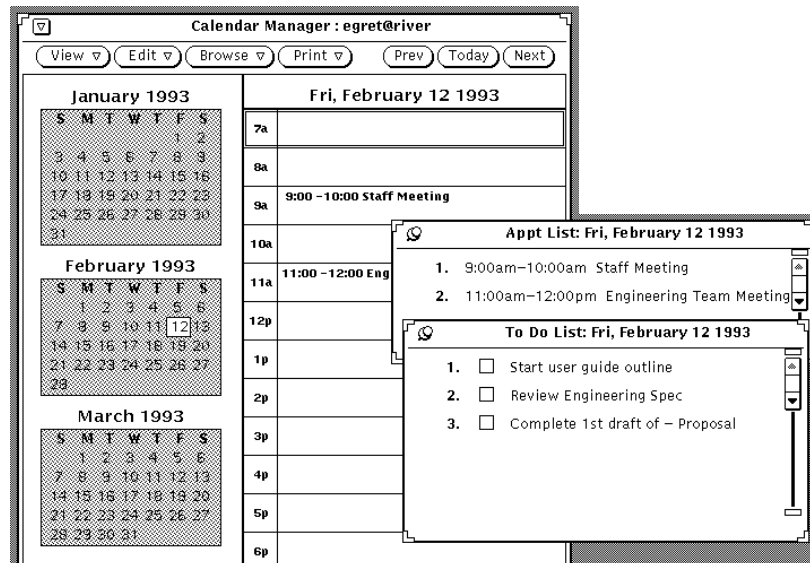 Calendar Manager : egret@river
View Edit Browse Print Prev Today Next
January 1993
S M T W T F S
1 2
3 4 5 6 7 8 9
10 11 12 13 14 15 16
17 18 19 20 21 22 23
24 25 26 27 28 29 30
31
February 1993
S M T W T F S
1 2 3 4 5 6
7 8 9 10 11 12 13
14 15 16 17 18 19 20
21 22 23 24 25 26 27
28
March 1993
S M T W T F S
1 2 3 4 5 6
7 8 9 10 11 12 13
14 15 16 17 18 19 20
21 22 23 24 25 26 27
28 29 30 31
Fri, February 12 1993
7a
8a
9a 9:00 –10:00 Staff Meeting
10a
11a 11:00 –12:00 Eng
12p
1p
2p
3p
4p
5p
6p
Appt List: Fri, February 12 1993
1. 9:00am–10:00am Staff Meeting
2. 11:00am–12:00pm Engineering Team Meeting
To Do List: Fri, February 12 1993
1. Start user guide outline
2. Review Engineering Spec
3. Complete 1st draft of – Proposal